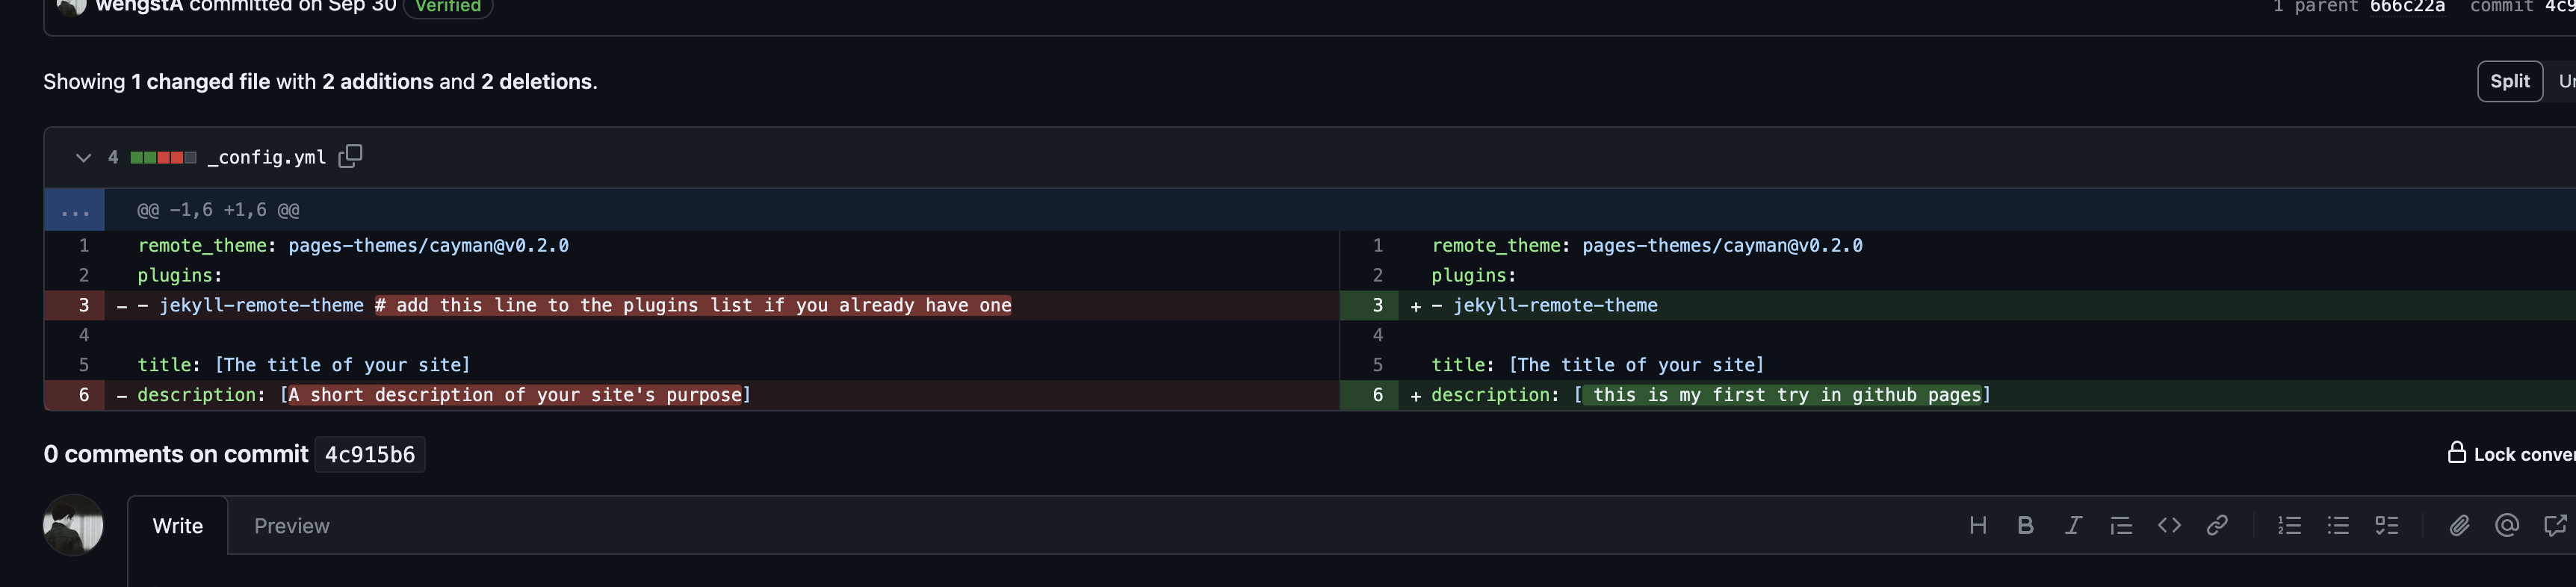 wengstA committed on Sep 30 Verified 1 parent 666c22a commit 4c9
Showing 1 changed file with 2 additions and 2 deletions. Split
4 _config.yml
... @@ -1,6 +1,6 @@
1 remote_theme: pages-themes/cayman@v0.2.0 1 remote_theme: pages-themes/cayman@v0.2.0
2 plugins: 2 plugins:
3 - - jekyll-remote-theme # add this line to the plugins list if you already have one 3 + - jekyll-remote-theme
4 4
5 title: [The title of your site] 5 title: [The title of your site]
6 - description: [A short description of your site's purpose] 6 + description: [ this is my first try in github pages]
0 comments on commit 4c915b6 Lock conver
Write Preview